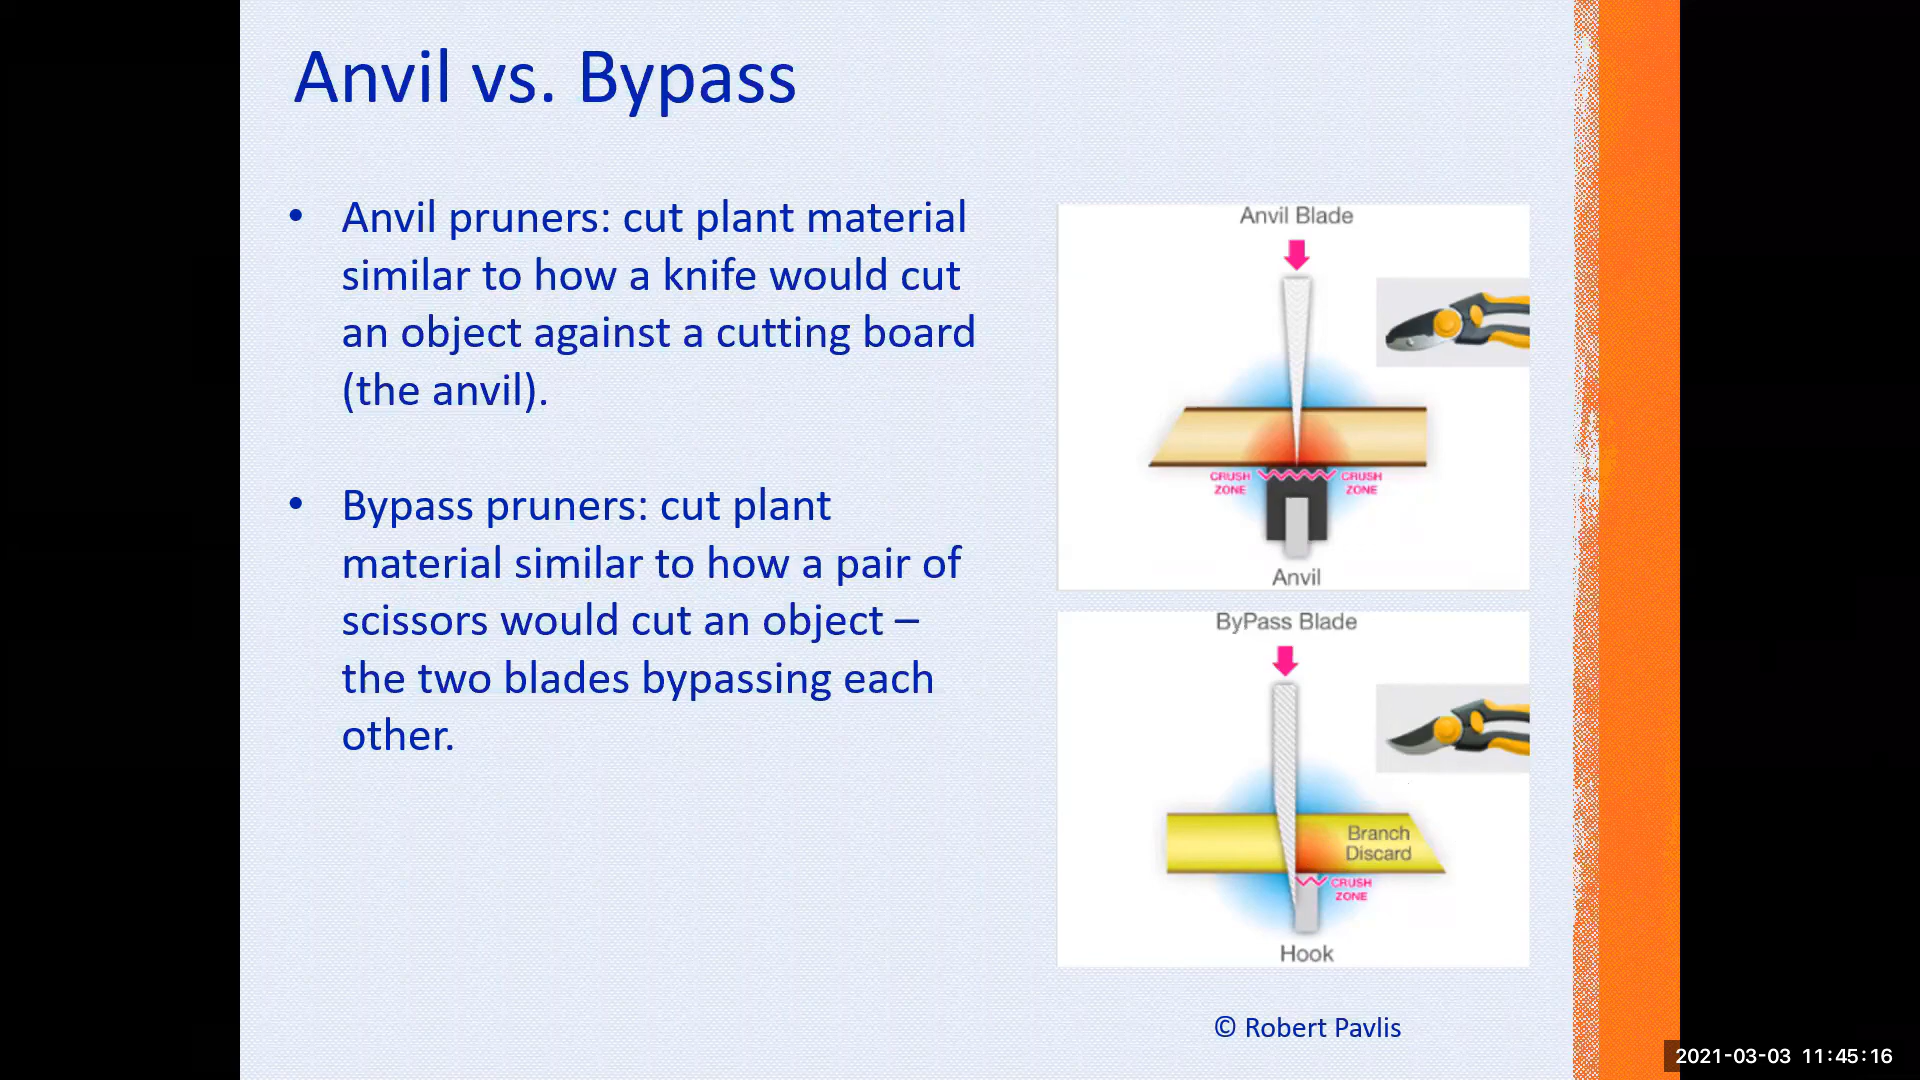 Anvil vs. Bypass
• Anvil pruners: cut plant material
similar to how a knife would cut
an object against a cutting board
(the anvil).
• Bypass pruners: cut plant
material similar to how a pair of
scissors would cut an object –
the two blades bypassing each
other.
Anvil Blade
CRUSH
ZONE
CRUSH
ZONE
Anvil
ByPass Blade
Branch
Discard
CRUSH
ZONE
Hook
© Robert Pavlis
2021-03-03 11:45:16